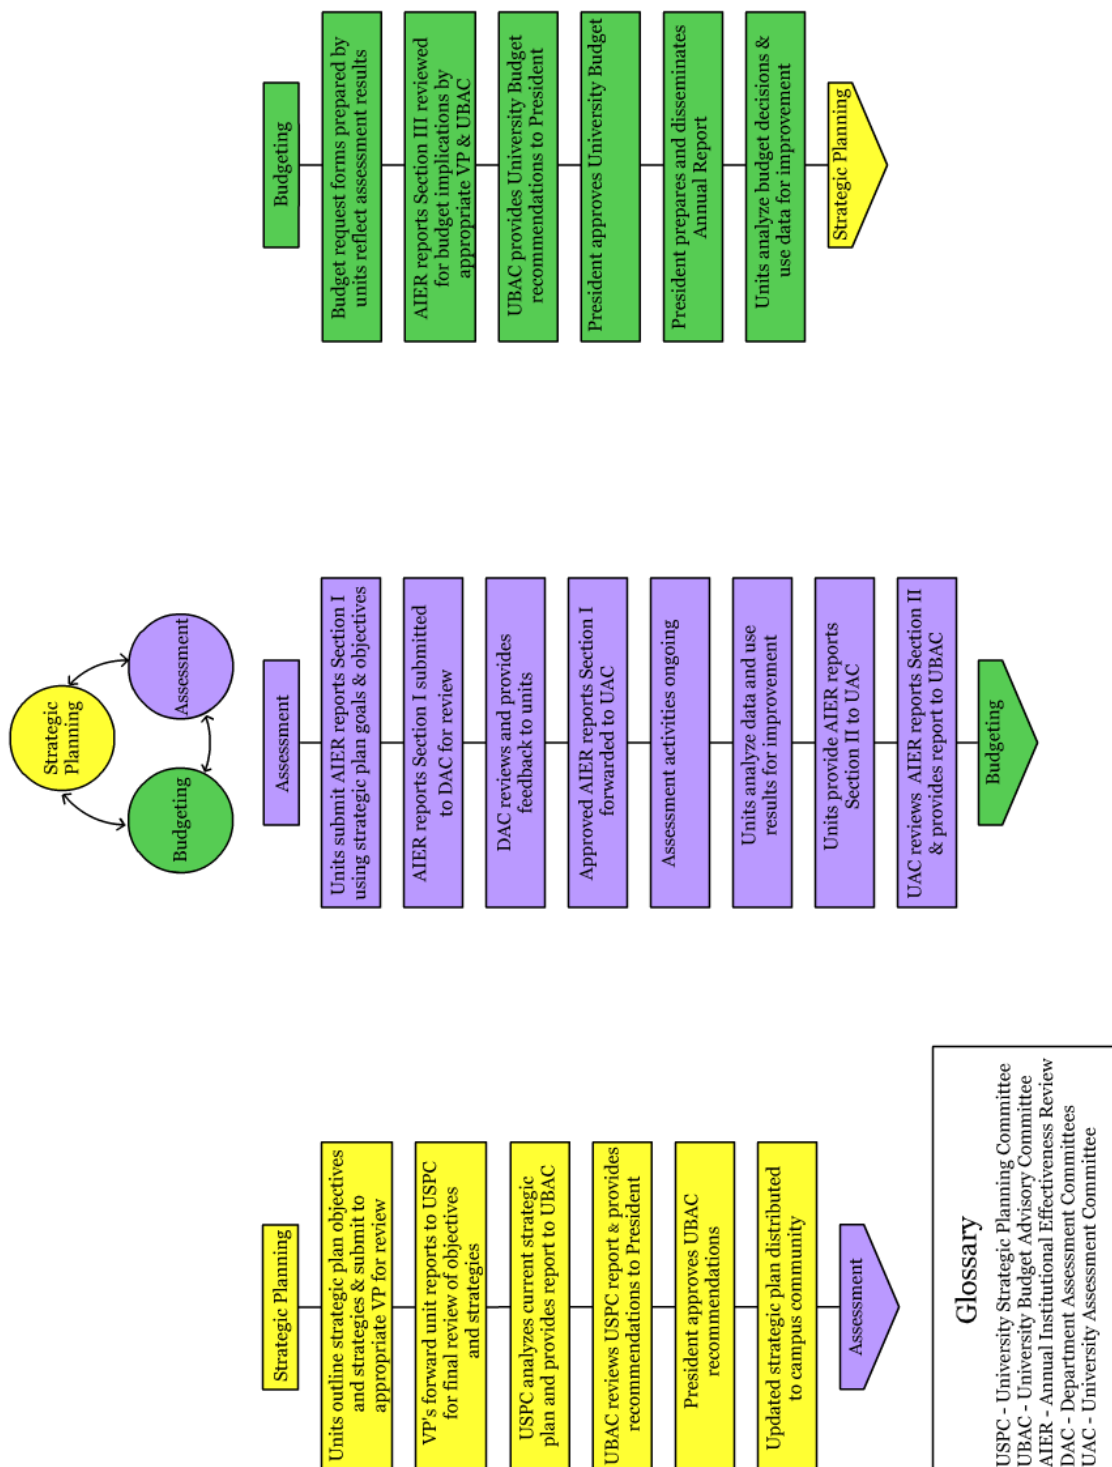 Strategic
Planning
Budgeting
Assessment
Strategic Planning
Units outline strategic plan objectives
and strategies & submit to
appropriate VP for review
VP's forward unit reports to USPC
for final review of objectives
and strategies
USPC analyzes current strategic
plan and provides report to UBAC
UBAC reviews USPC report & provides
recommendations to President
President approves UBAC
recommendations
Updated strategic plan distributed
to campus community
Assessment
Assessment
Units submit AIER reports Section I
using strategic plan goals & objectives
AIER reports Section I submitted
to DAC for review
DAC reviews and provides
feedback to units
Approved AIER reports Section I
forwarded to UAC
Assessment activities ongoing
Units analyze data and use
results for improvement
Units provide AIER reports
Section II to UAC
UAC reviews AIER reports Section II
& provides report to UBAC
Budgeting
Budgeting
Budget request forms prepared by
units reflect assessment results
AIER reports Section III reviewed
for budget implications by
appropriate VP & UBAC
UBAC provides University Budget
recommendations to President
President approves University Budget
President prepares and disseminates
Annual Report
Units analyze budget decisions &
use data for improvement
Strategic Planning
Glossary
USPC - University Strategic Planning Committee
UBAC - University Budget Advisory Committee
AIER - Annual Institutional Effectiveness Review
DAC - Department Assessment Committees
UAC - University Assessment Committee